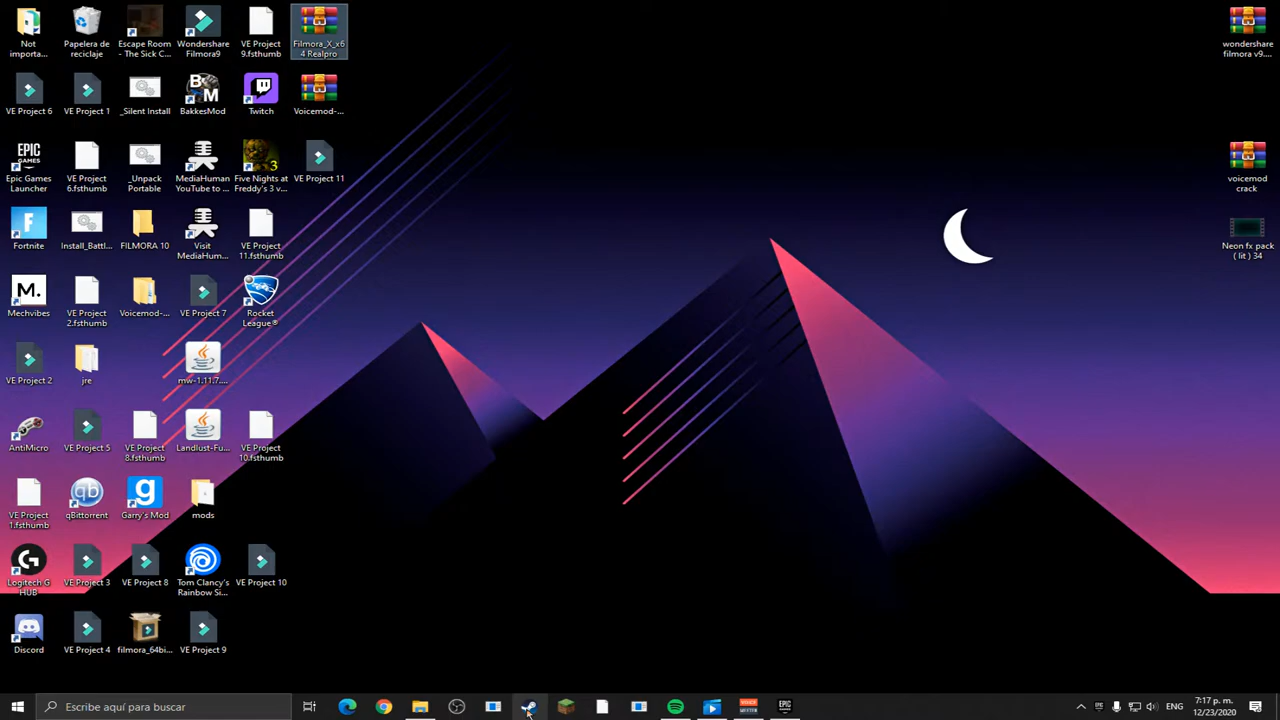 Not
importa...
Papelera de
reciclaje
Escape Room
- The Sick C...
Wondershare
Filmora9
VE Project
9.fsthumb
Filmora_X_x6
4 Realpro
wondershare
filmora v9....
VE Project 6
VE Project 1
_Silent Install
BakkesMod
Twitch
Voicemod-...
Epic Games
Launcher
VE Project
6.fsthumb
_Unpack
Portable
MediaHuman
YouTube to ...
Five Nights at
Freddy's 3 v...
VE Project 11
voicemod
crack
Fortnite
Install_Battl...
FILMORA 10
Visit
MediaHum...
VE Project
11.fsthumb
Neon fx pack
( lit ) 34
Mechvibes
VE Project
2.fsthumb
Voicemod-...
VE Project 7
Rocket
League®
VE Project 2
jre
mw-1.11.7....
AntiMicro
VE Project 5
VE Project
8.fsthumb
Landlust-Fu...
VE Project
10.fsthumb
VE Project
1.fsthumb
qBittorrent
Garry's Mod
mods
Logitech G
HUB
VE Project 3
VE Project 8
Tom Clancy's
Rainbow Si...
VE Project 10
Discord
VE Project 4
filmora_64bi...
VE Project 9
Escribe aquí para buscar
ENG
7:17 p. m.
12/23/2020